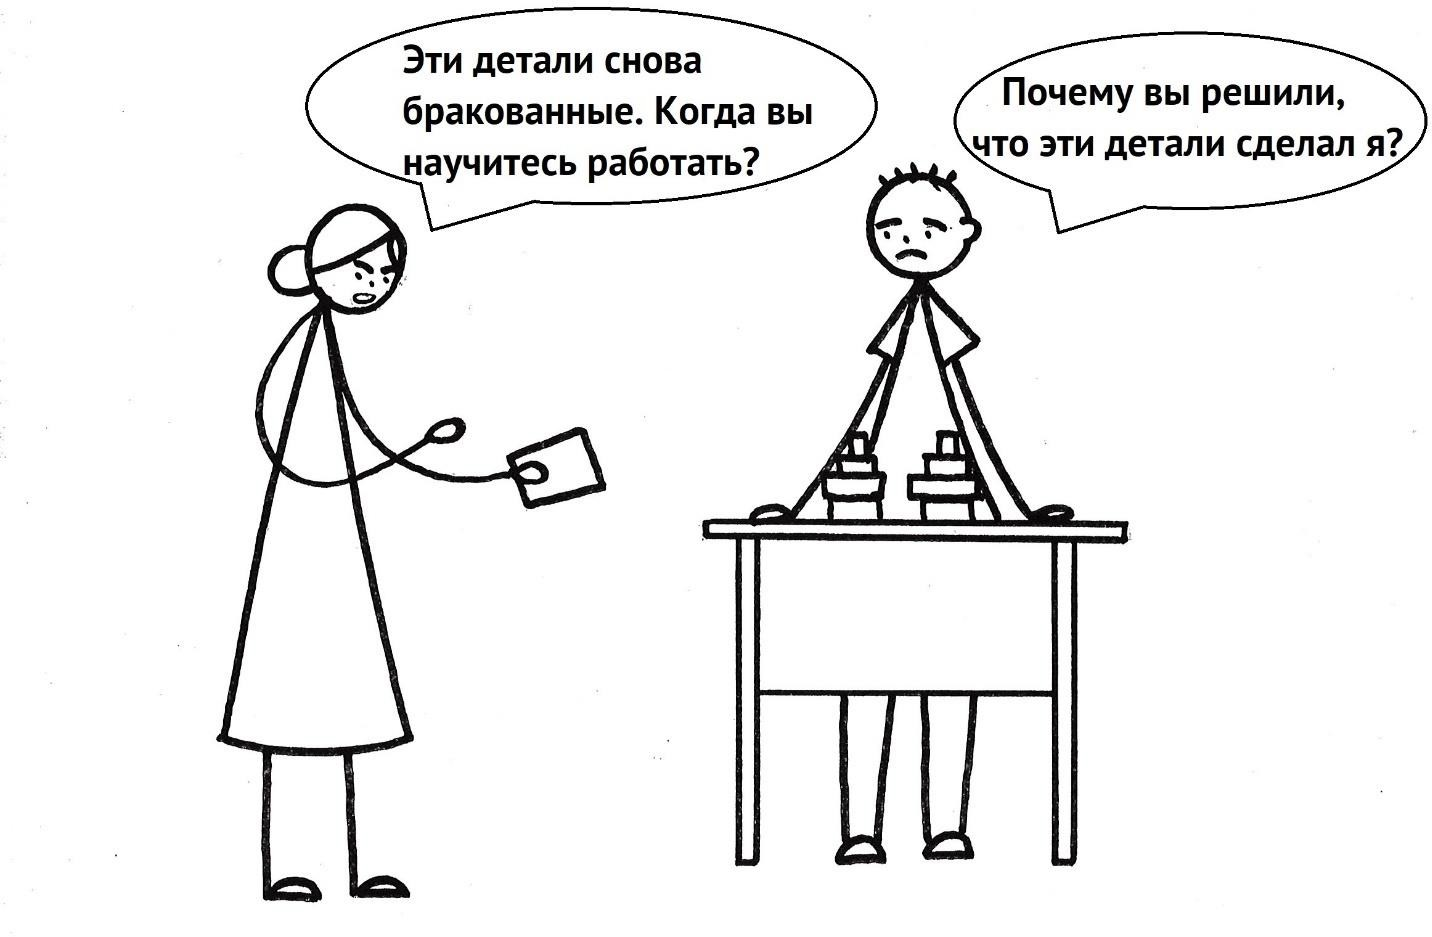 Эти детали снова
бракованные. Когда вы
научитесь работать?
Почему вы решили,
что эти детали сделал я?